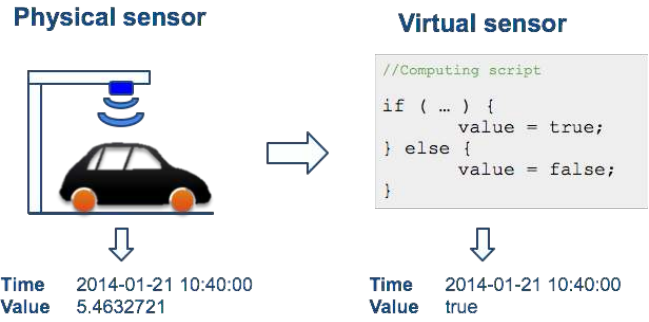 Physical sensor
Virtual sensor
//Computing script
if ( … ) {
value = true;
} else {
value = false;
}
Time 2014-01-21 10:40:00
Value 5.4632721
Time 2014-01-21 10:40:00
Value true